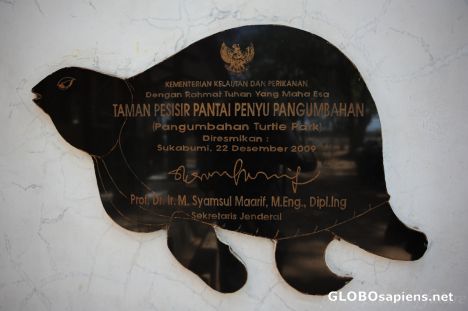 KEMENTERIAN KELAUTAN DAN PERIKANAN
Dengan Rahmat Tuhan Yang Maha Esa
TAMAN PESISIR PANTAI PENYU PANGUMBAHAN
(Pangumbahan Turtle Park)
Diresmikan :
Sukabumi, 22 Desember 2009
Prof. Dr. Ir. M. Syamsul Maarif, M.Eng., Dipl.Ing
Sekretaris Jenderal
GLOBOsapiens.net